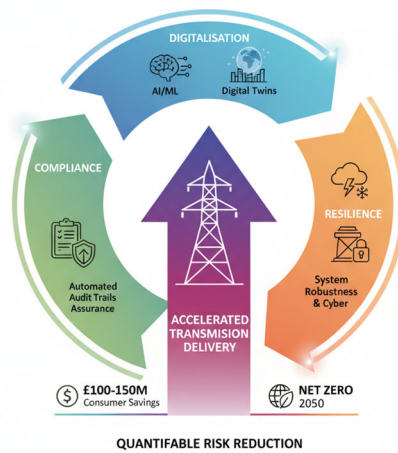 DIGITALISATION
AI/ML
Digital Twins
COMPLIANCE
Automated
Audit Trails
Assurance
RESILIENCE
System
Robustness
& Cyber
ACCELERATED
TRANSMISION
DELIVERY
£100-150M
Consumer Savings
NET ZERO
2050
QUANTIFABLE RISK REDUCTION